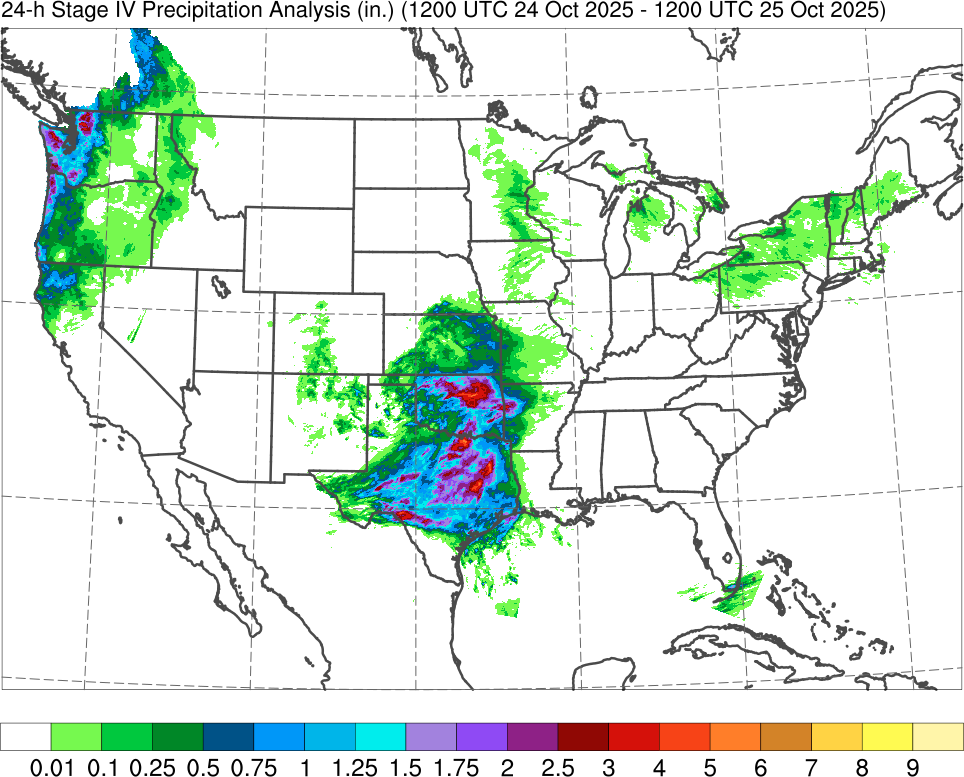 24-h Stage IV Precipitation Analysis (in.) (1200 UTC 24 Oct 2025 - 1200 UTC 25 Oct 2025)
0.01 0.1 0.25 0.5 0.75 1 1.25 1.5 1.75 2 2.5 3 4 5 6 7 8 9